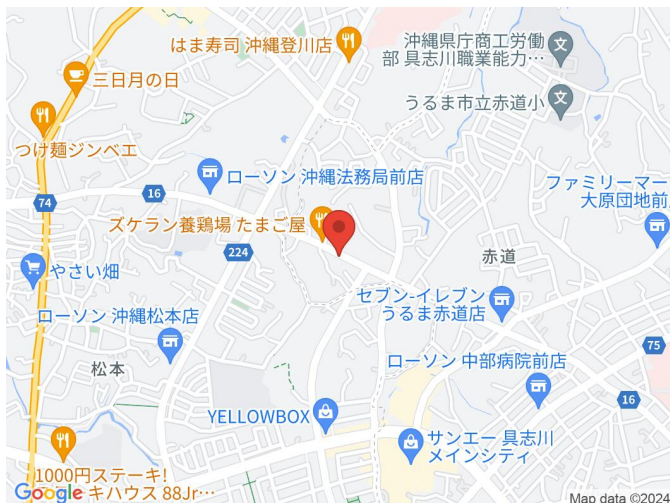 はま寿司 沖縄登川店
沖縄県庁商工労働
部 具志川職業能力…
三日月の日
うるま市立赤道小
つけ麺ジンベエ
ローソン 沖縄法務局前店
ファミリーマー
大原団地前
74
16
ズケラン養鶏場 たまご屋
224
赤道
やさい畑
セブン-イレブン
うるま赤道店
ローソン 沖縄松本店
75
松本
ローソン 中部病院前店
16
YELLOWBOX
サンエー 具志川
メインシティ
1000円ステーキ!
キハウス 88Jr…
Google
Map data ©2024